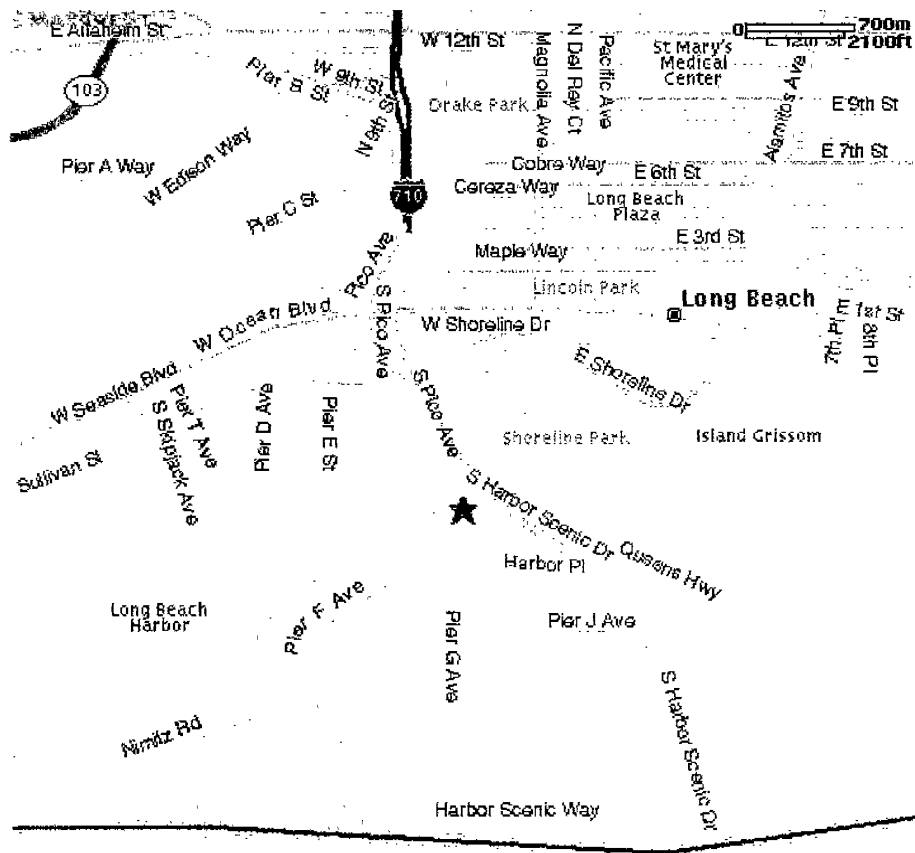 E Anaheim St
W 12th St
0 700m
2100ft
E 12th St
103
Pier B St
W 9th St
N 9th St
Magnolia Ave
N Del Rey Ct
Pacific Ave
St Mary's
Medical
Center
Alamitos Ave
Drake Park
E 9th St
Pier A Way
W Edison Way
Cobre Way
E 7th St
E 6th St
Cereza Way
710
Long Beach
Plaza
Pier C St
Maple Way
E 3rd St
Pico Ave
Lincoln Park
Long Beach
S Pico Ave
W Ocean Blvd
W Shoreline Dr
7th Pl
1st St
8th Pl
E Shoreline Dr
W Seaside Blvd
Pier T Ave
S Skipjack Ave
Pier D Ave
Pier E St
S Pico Ave
Shoreline Park
Island Grissom
Sullivan St
S Harbor Scenic Dr
Queens Hwy
Harbor Pl
Long Beach
Harbor
Pier F Ave
Pier G Ave
Pier J Ave
S Harbor Scenic Dr
Nimitz Rd
Harbor Scenic Way